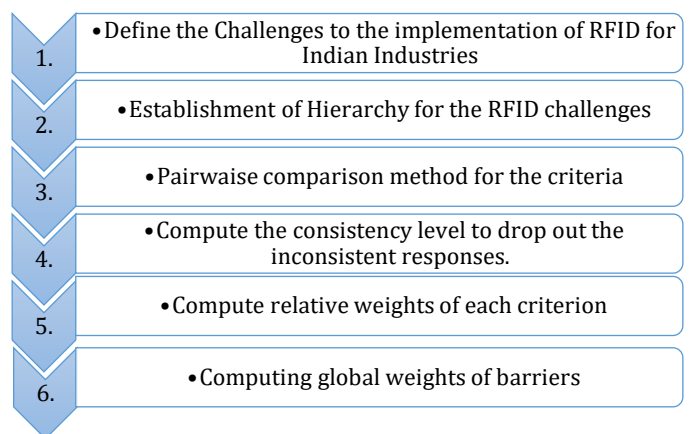 1.
•Define the Challenges to the implementation of RFID for
Indian Industries
2.
•Establishment of Hierarchy for the RFID challenges
3.
•Pairwaise comparison method for the criteria
4.
•Compute the consistency level to drop out the
inconsistent responses.
5.
•Compute relative weights of each criterion
6.
•Computing global weights of barriers